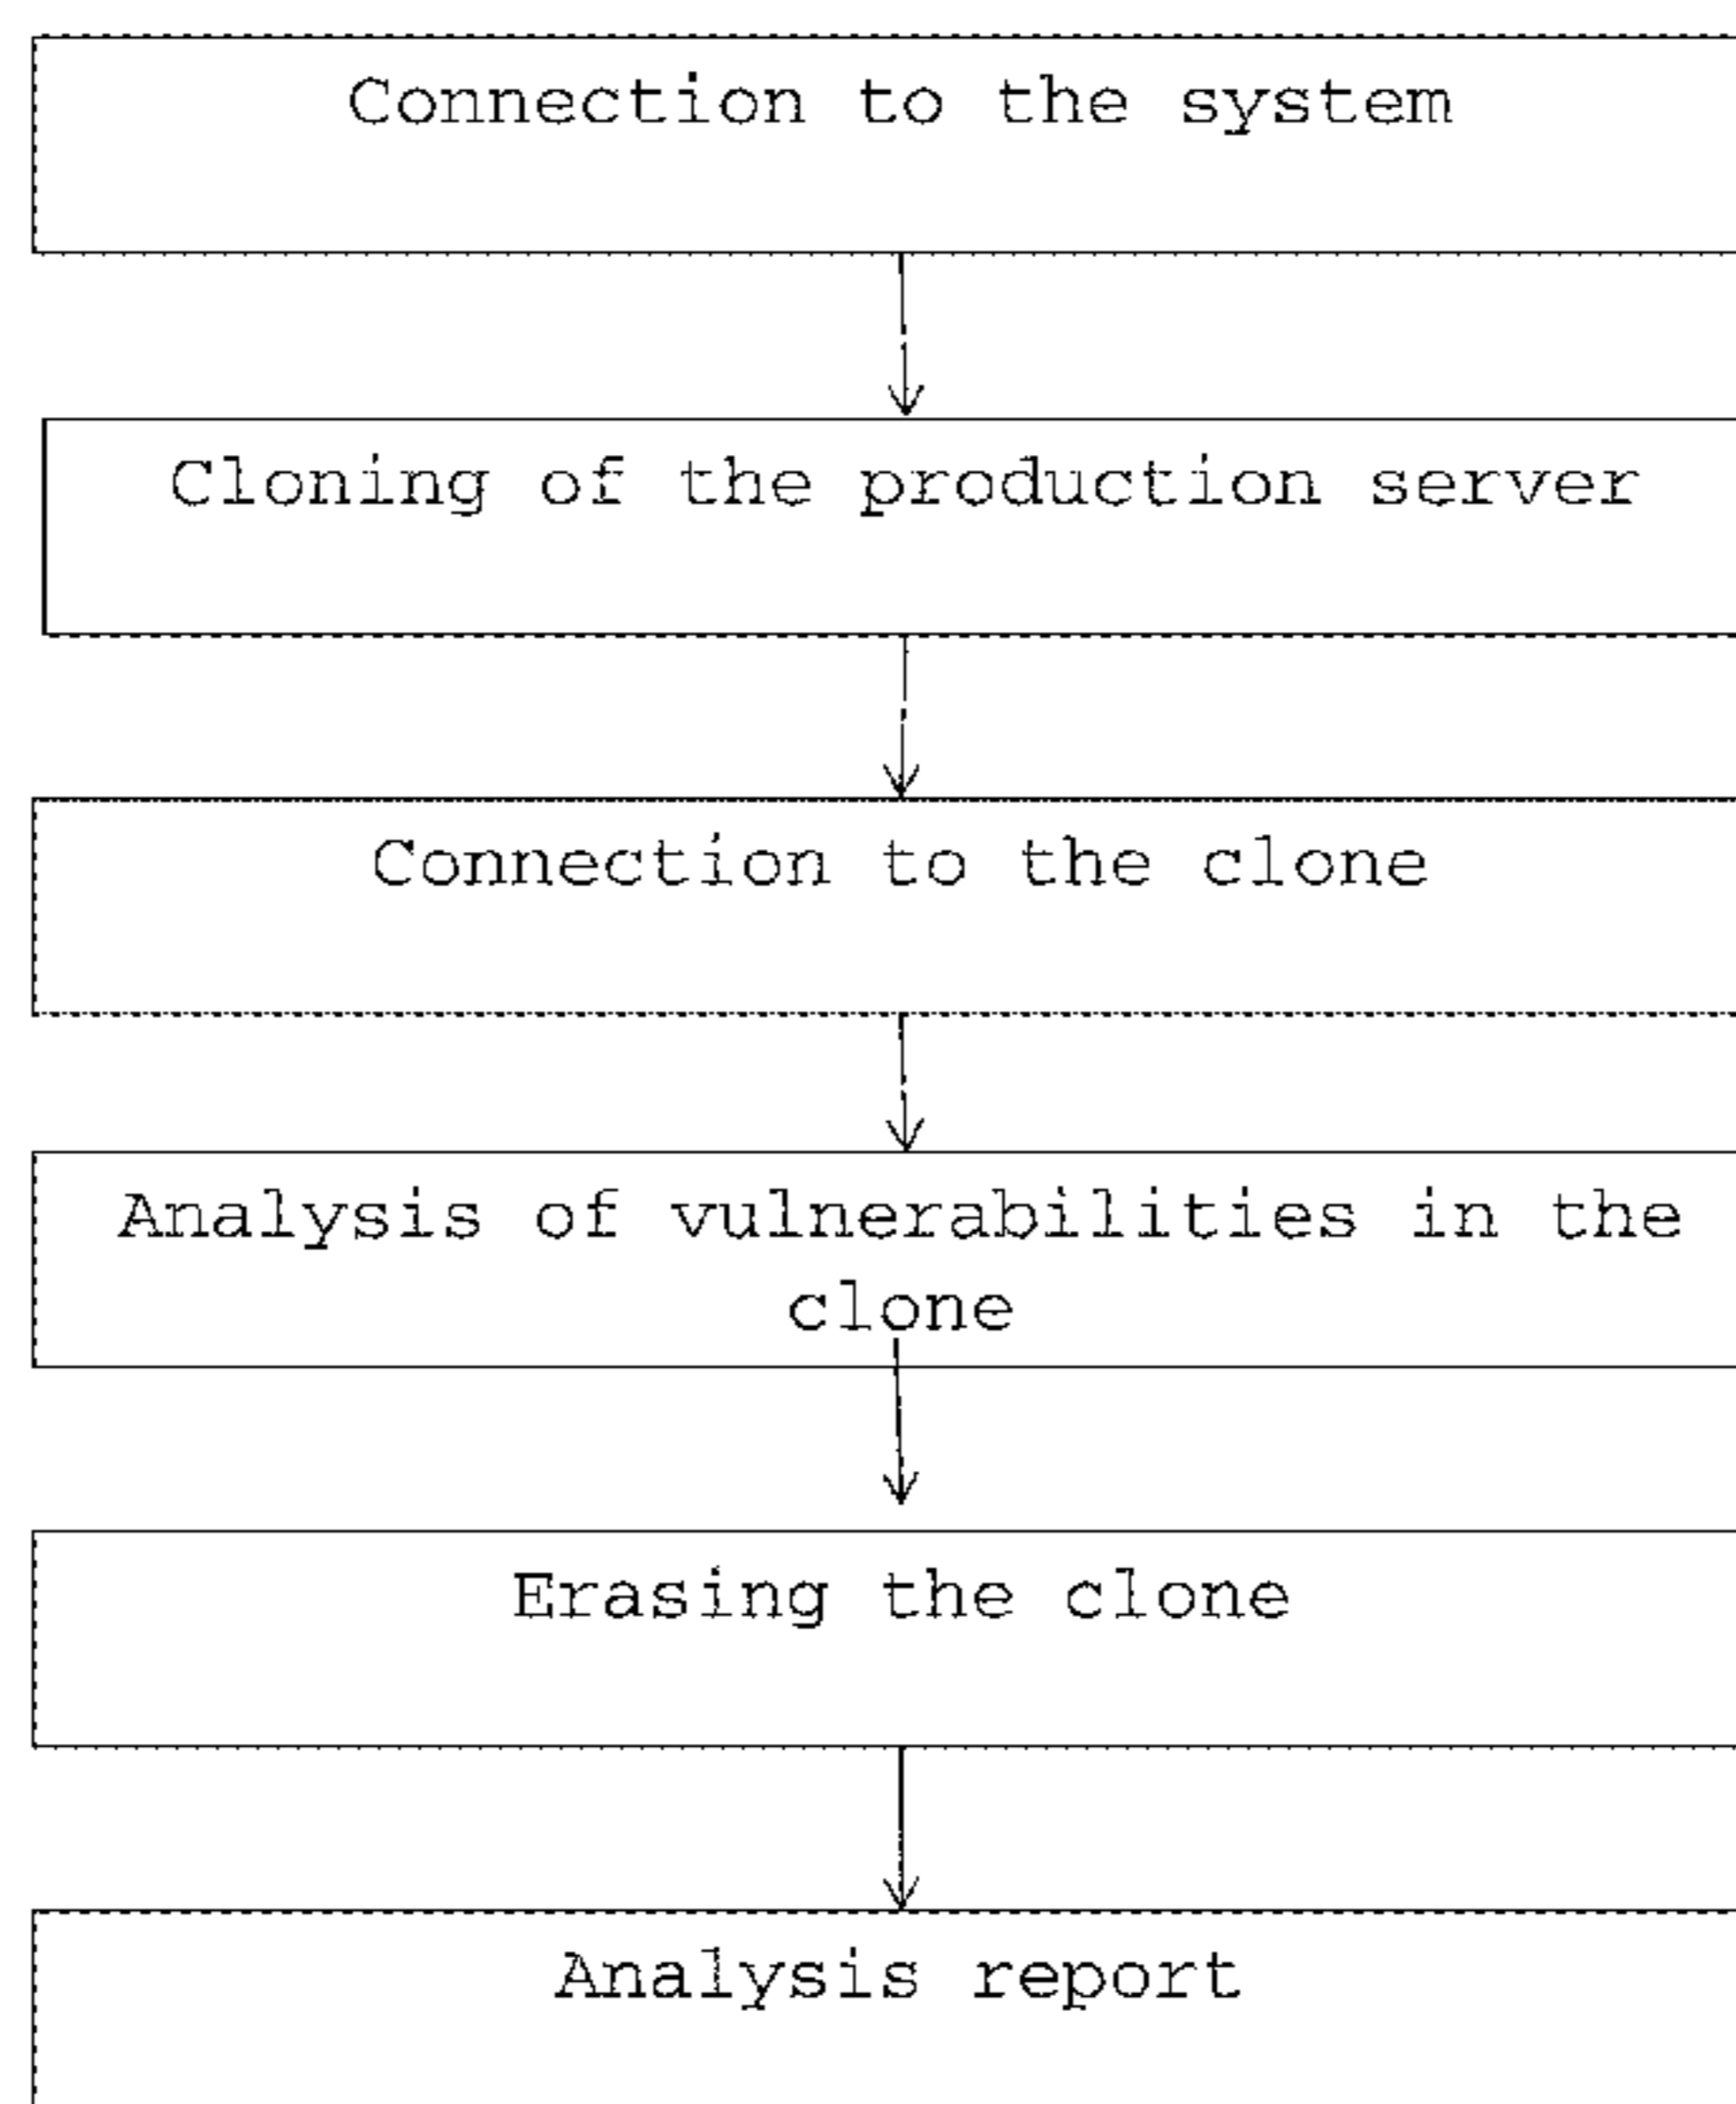 Connection to the system
Cloning of the production server
Connection to the clone
Analysis of vulnerabilities in the
clone
Erasing the clone
Analysis report